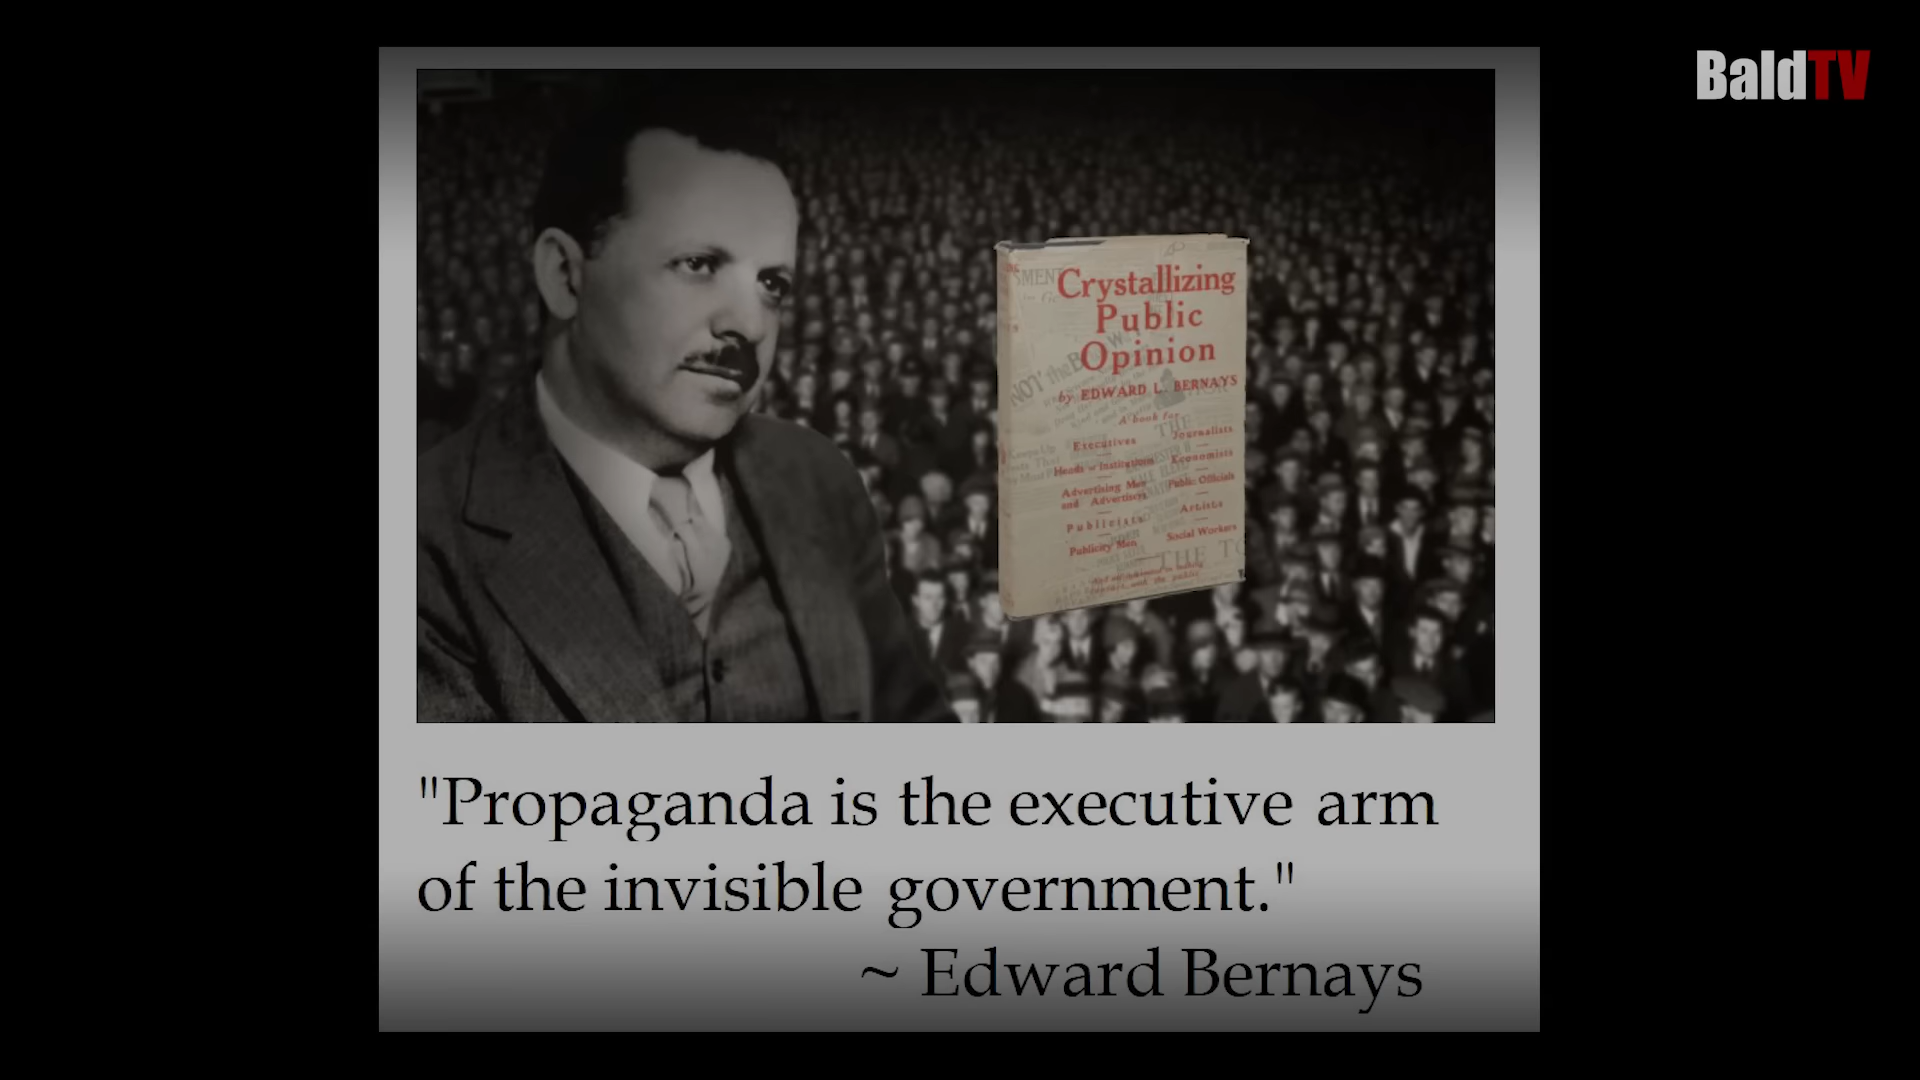 BaldTV
Crystallizing
Public
Opinion
by EDWARD L. BERNAYS
A book for
Executives
Heads of Institutions
Advertising Men
and Advertisers
Publicists
Publicity Men
Journalists
Economists
Public Officials
Artists
Social Workers
"Propaganda is the executive arm
of the invisible government."
~ Edward Bernays